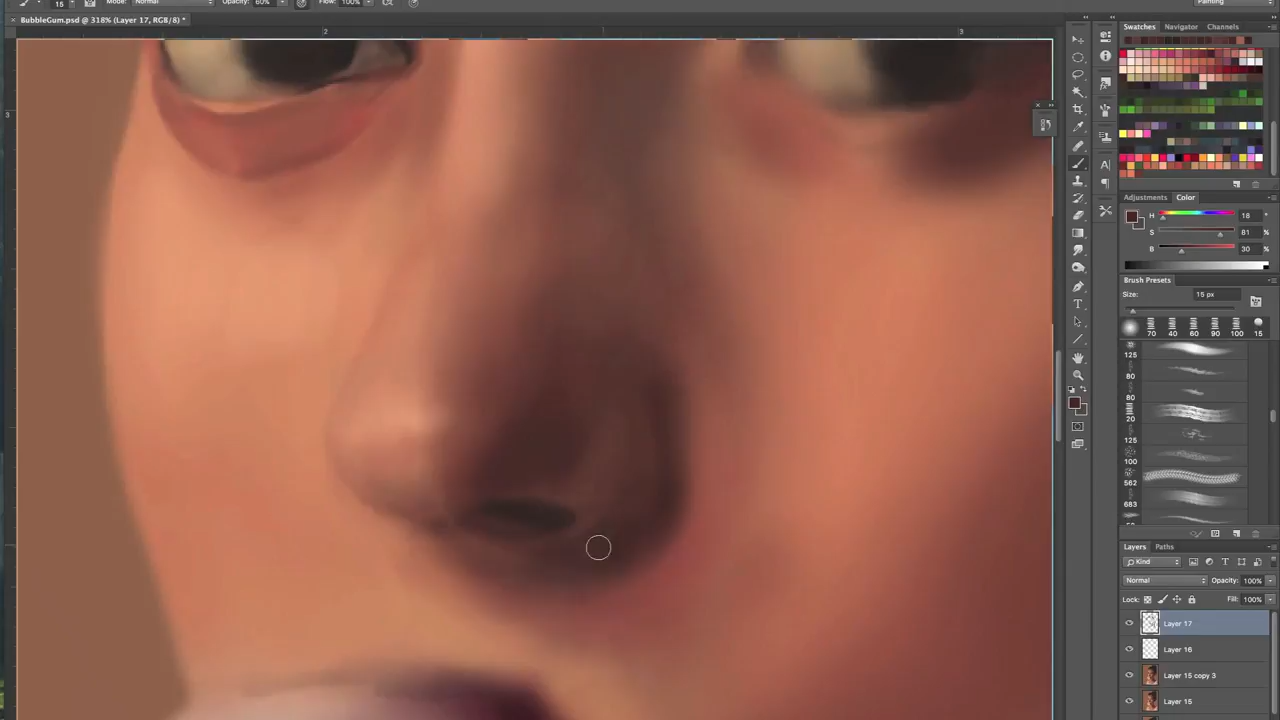 15 Mode: Normal Opacity: 60% Flow: 100%
BubbleGum.psd @ 318% (Layer 17, RGB/8) *
Painting
2 3
3
Swatches Navigator Channels
Adjustments Color
H 18 °
S 81 %
B 30 %
Brush Presets
Size: 15 px
70 40 60 90 100 15
125
80
80
20
125
100
562
683
Layers Paths
Kind
Normal Opacity: 100%
Lock: Fill: 100%
Layer 17
Layer 16
Layer 15 copy 3
Layer 15